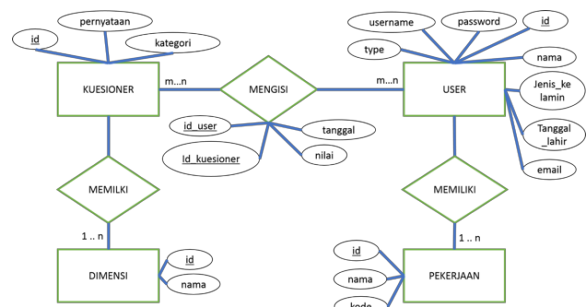 pernyataan
id
kategori
username
password
id
type
nama
KUESIONER
m...n
MENGISI
m...n
USER
Jenis_ke
lamin
id_user
tanggal
Tanggal
_lahir
Id_kuesioner
nilai
email
MEMILKI
MEMILIKI
1 .. n
1 .. n
id
id
DIMENSI
nama
nama
PEKERJAAN
kode